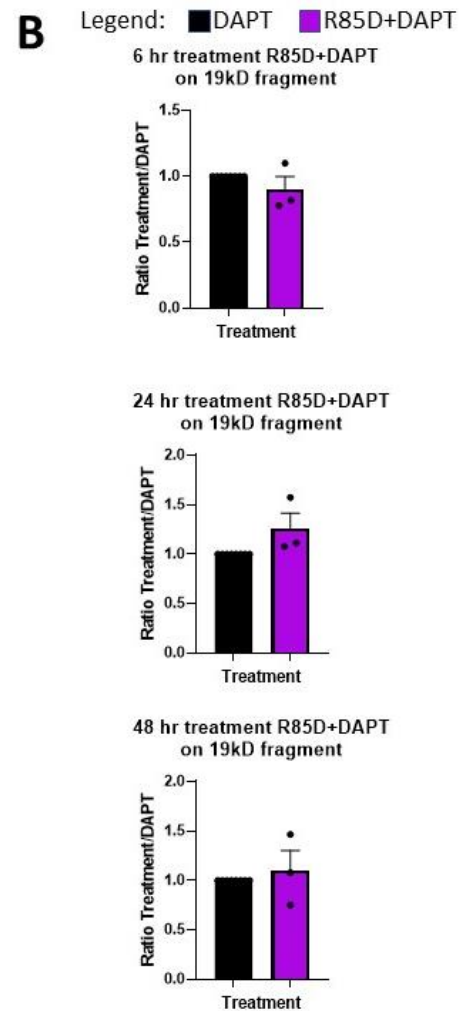 B
Legend: DAPT R85D+DAPT
6 hr treatment R85D+DAPT
on 19kD fragment
Ratio Treatment/DAPT
1.5
1.0
0.5
0.0
Treatment
24 hr treatment R85D+DAPT
on 19kD fragment
Ratio Treatment/DAPT
2.0
1.5
1.0
0.5
0.0
Treatment
48 hr treatment R85D+DAPT
on 19kD fragment
Ratio Treatment/DAPT
2.0
1.5
1.0
0.5
0.0
Treatment